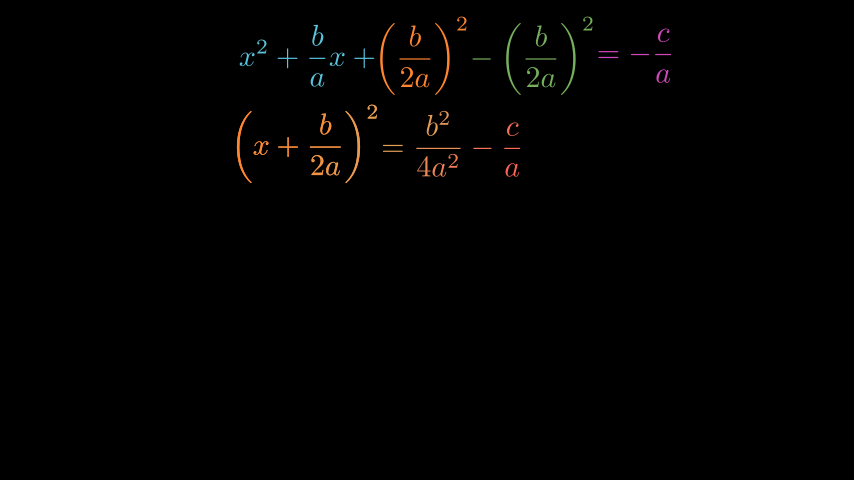 x² + b/a x + (b/2a)² − (b/2a)² = − c/a
(x + b/2a)² = b²/4a² − c/a